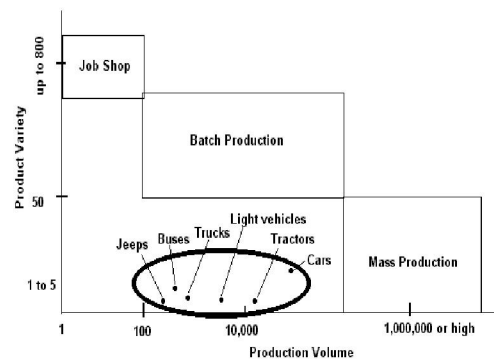 up to 800
Job Shop
Product Variety
Batch Production
50
Light vehicles
Trucks
Buses
Jeeps
Tractors
Cars
Mass Production
1 to 5
1
100
10,000
1,000,000 or high
Production Volume